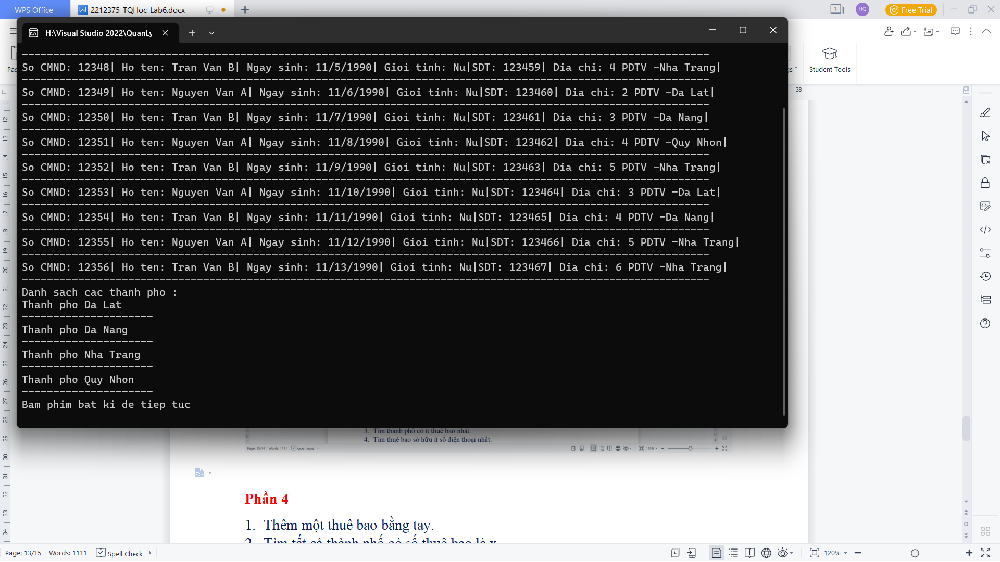 WPS Office
2212375_TQHoc_Lab6.docx
1
HQ
Free Trial
H:\Visual Studio 2022\QuanLy
Student Tools
So CMND: 12348| Ho ten: Tran Van B| Ngay sinh: 11/5/1990| Gioi tinh: Nu|SDT: 123459| Dia chi: 4 PDTV -Nha Trang|
So CMND: 12349| Ho ten: Nguyen Van A| Ngay sinh: 11/6/1990| Gioi tinh: Nu|SDT: 123460| Dia chi: 2 PDTV -Da Lat|
So CMND: 12350| Ho ten: Tran Van B| Ngay sinh: 11/7/1990| Gioi tinh: Nu|SDT: 123461| Dia chi: 3 PDTV -Da Nang|
So CMND: 12351| Ho ten: Nguyen Van A| Ngay sinh: 11/8/1990| Gioi tinh: Nu|SDT: 123462| Dia chi: 4 PDTV -Quy Nhon|
So CMND: 12352| Ho ten: Tran Van B| Ngay sinh: 11/9/1990| Gioi tinh: Nu|SDT: 123463| Dia chi: 5 PDTV -Nha Trang|
So CMND: 12353| Ho ten: Nguyen Van A| Ngay sinh: 11/10/1990| Gioi tinh: Nu|SDT: 123464| Dia chi: 3 PDTV -Da Lat|
So CMND: 12354| Ho ten: Tran Van B| Ngay sinh: 11/11/1990| Gioi tinh: Nu|SDT: 123465| Dia chi: 4 PDTV -Da Nang|
So CMND: 12355| Ho ten: Nguyen Van A| Ngay sinh: 11/12/1990| Gioi tinh: Nu|SDT: 123466| Dia chi: 5 PDTV -Nha Trang|
So CMND: 12356| Ho ten: Tran Van B| Ngay sinh: 11/13/1990| Gioi tinh: Nu|SDT: 123467| Dia chi: 6 PDTV -Nha Trang|
Danh sach cac thanh pho :
Thanh pho Da Lat
---------------------
Thanh pho Da Nang
---------------------
Thanh pho Nha Trang
---------------------
Thanh pho Quy Nhon
---------------------
Bam phim bat ki de tiep tuc
38
3. Tìm thành phố có ít thuê bao nhất.
4. Tìm thuê bao sở hữu ít số điện thoại nhất.
Page: 13/14 Words: 1111 Spell Check 120%
Phần 4
1. Thêm một thuê bao bằng tay.
2. Tìm tất cả thành phố có số thuê bao là x
Page: 13/15 Words: 1111 Spell Check 120%